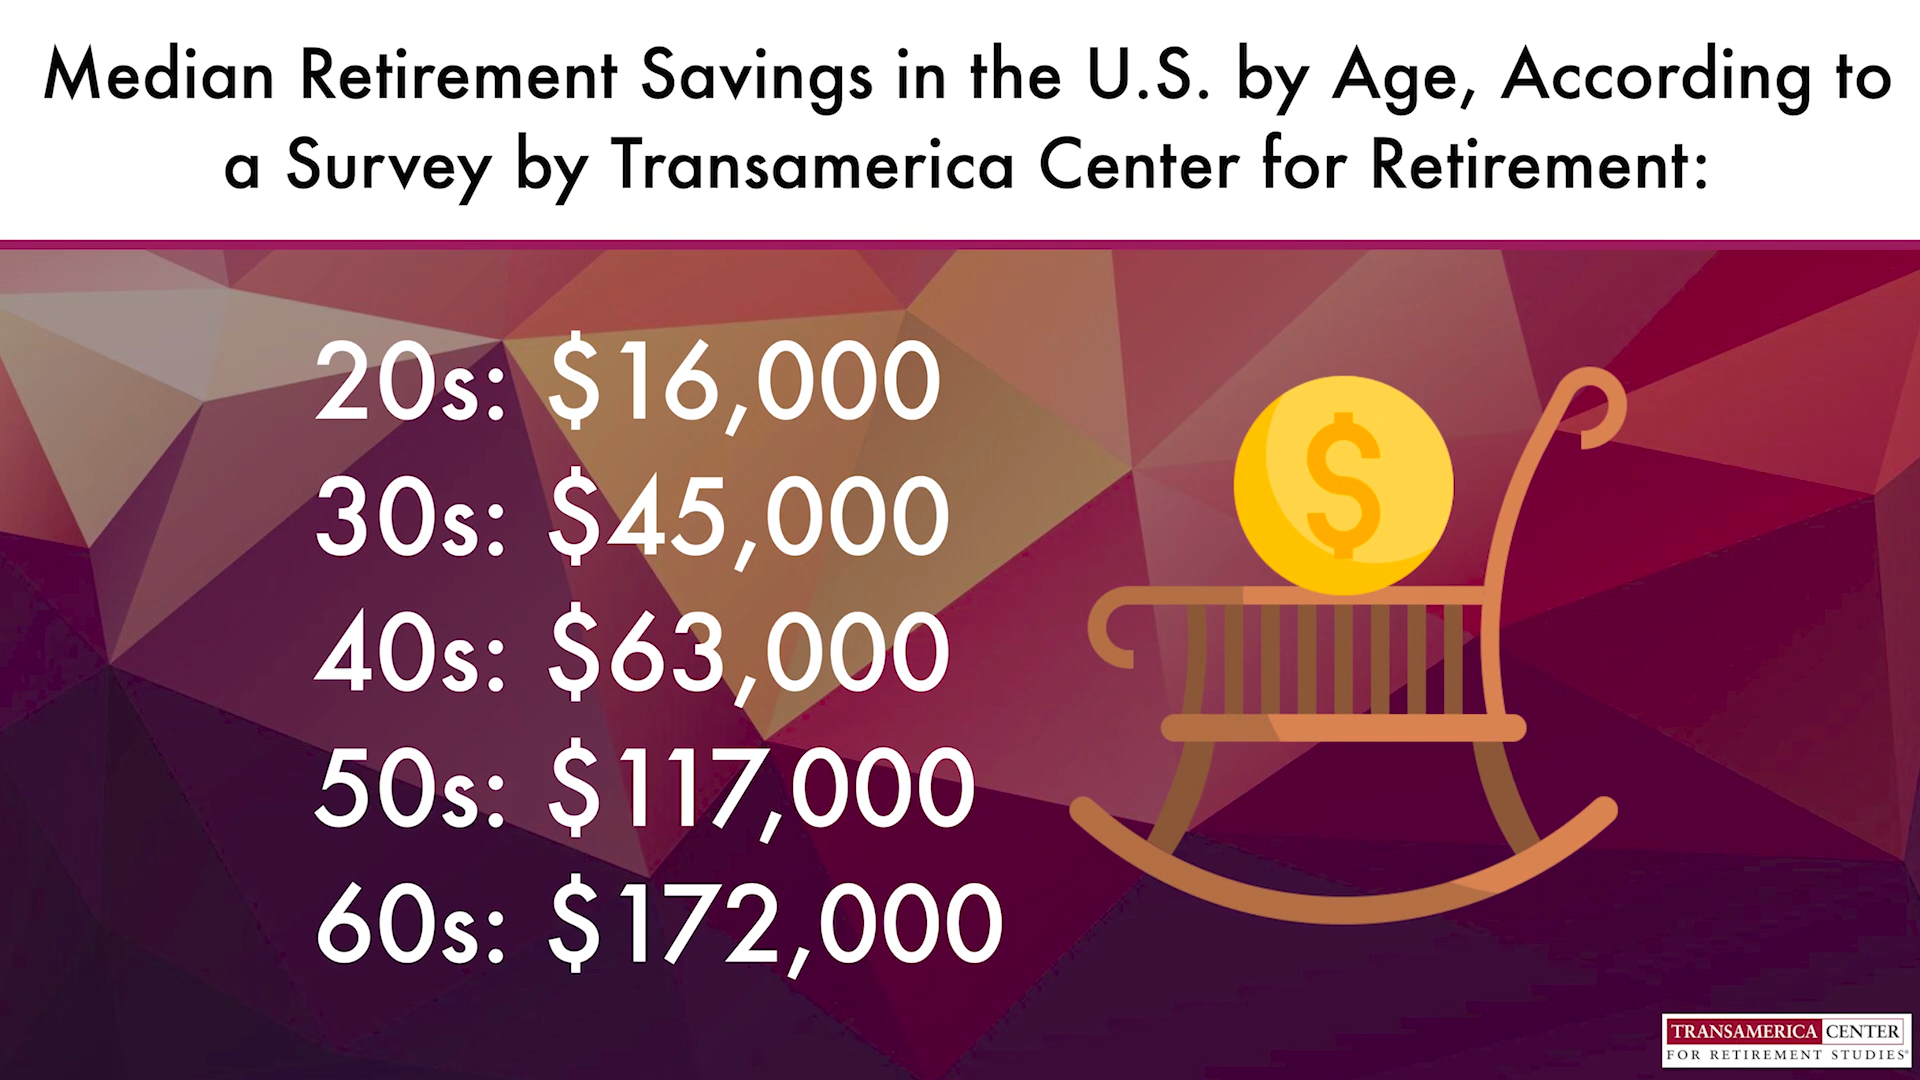 Median Retirement Savings in the U.S. by Age, According to
a Survey by Transamerica Center for Retirement:
20s: $16,000
30s: $45,000
40s: $63,000
50s: $117,000
60s: $172,000
$
TRANSAMERICA CENTER
FOR RETIREMENT STUDIES®